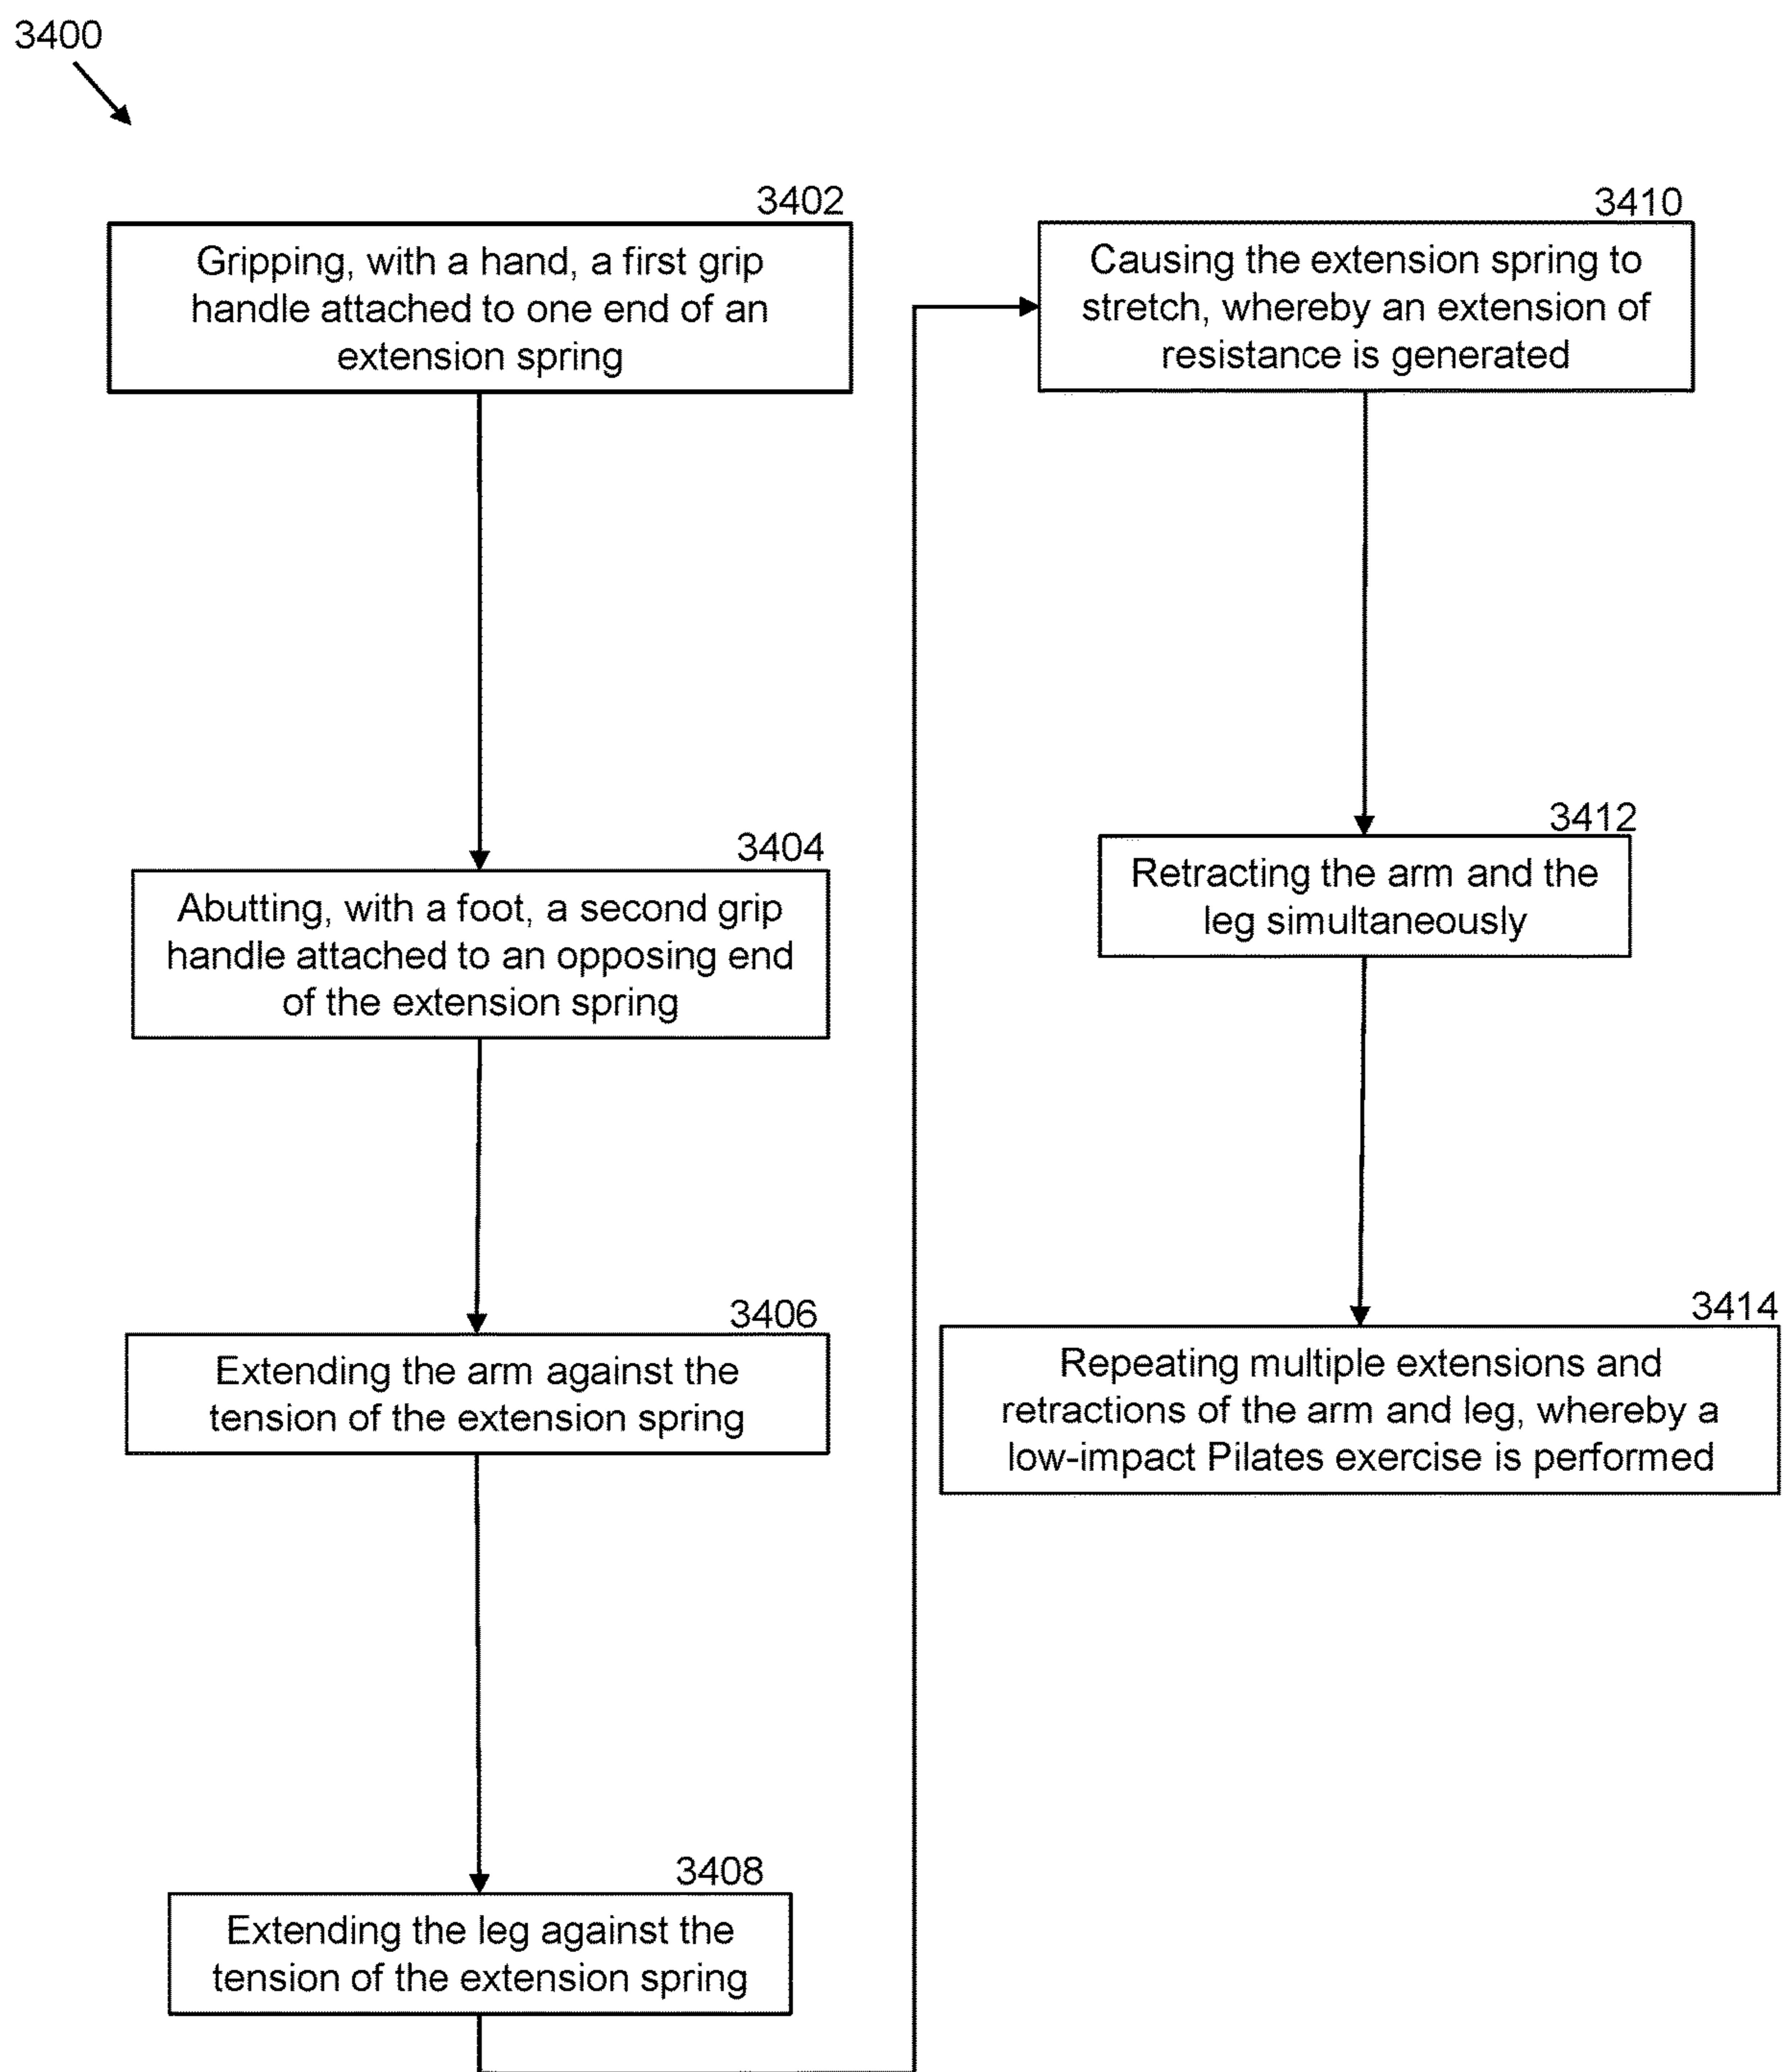 3400
3402
Gripping, with a hand, a first grip
handle attached to one end of an
extension spring
3404
Abutting, with a foot, a second grip
handle attached to an opposing end
of the extension spring
3406
Extending the arm against the
tension of the extension spring
3408
Extending the leg against the
tension of the extension spring
3410
Causing the extension spring to
stretch, whereby an extension of
resistance is generated
3412
Retracting the arm and the
leg simultaneously
3414
Repeating multiple extensions and
retractions of the arm and leg, whereby a
low-impact Pilates exercise is performed